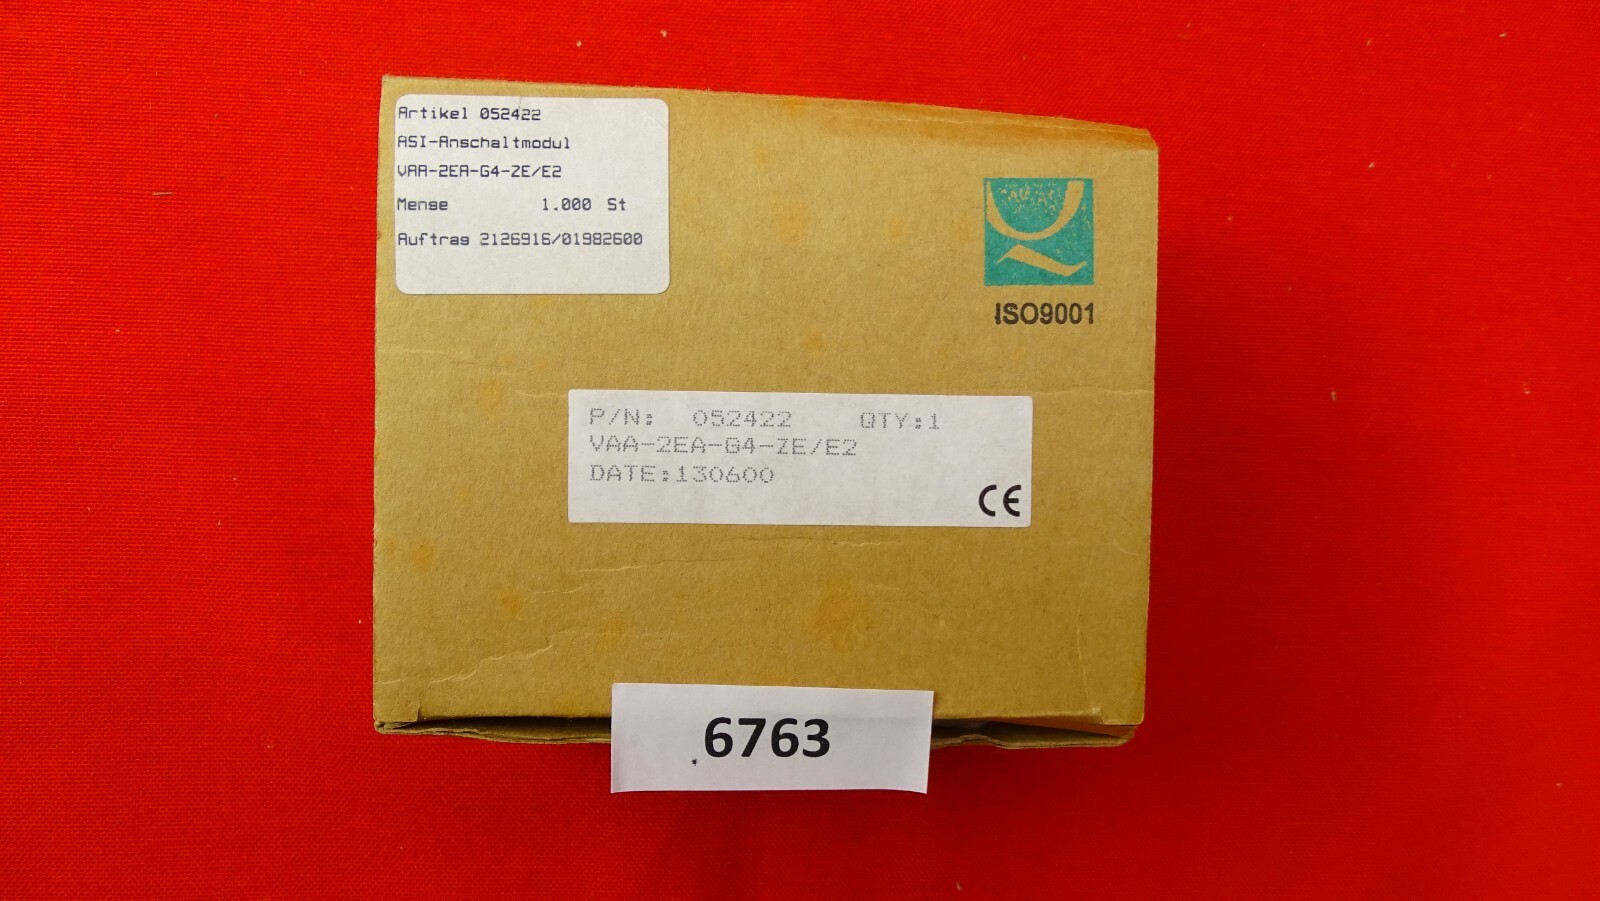 Artikel 052422
ASI-Anschaltmodul
VAA-2EA-G4-ZE/E2
Menge 1.000 St
Auftrag 2126916/01982600
ISO9001
P/N: 052422 QTY:1
VAA-2EA-G4-ZE/E2
DATE:130600
CE
6763